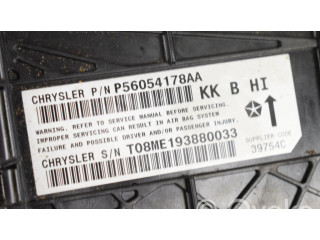 CHRYSLER P/N P56054178AA
KK B HI
WARNING: REFER TO SERVICE MANUAL BEFORE SERVICING.
IMPROPER SERVICING CAN RESULT IN AIR BAG SYSTEM
FAILURE AND/OR POSSIBLE DRIVER AND/OR PASSENGER INJURY
CHRYSLER S/N T08ME193880033
SUPPLIER CODE
39754C